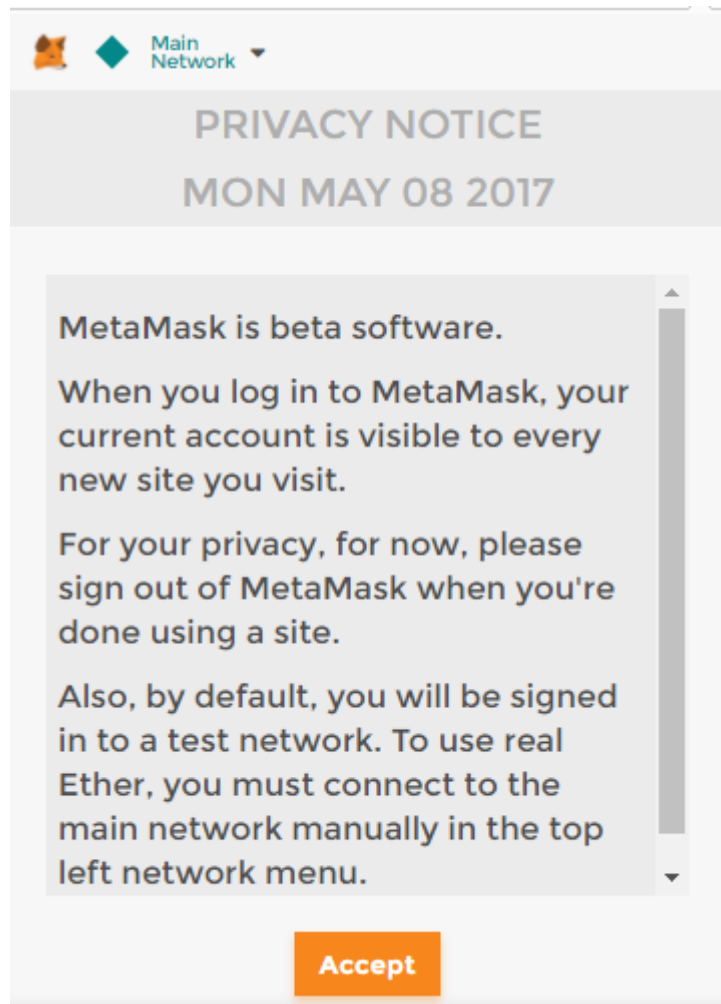 Main
Network
PRIVACY NOTICE
MON MAY 08 2017
MetaMask is beta software.
When you log in to MetaMask, your
current account is visible to every
new site you visit.
For your privacy, for now, please
sign out of MetaMask when you're
done using a site.
Also, by default, you will be signed
in to a test network. To use real
Ether, you must connect to the
main network manually in the top
left network menu.
Accept